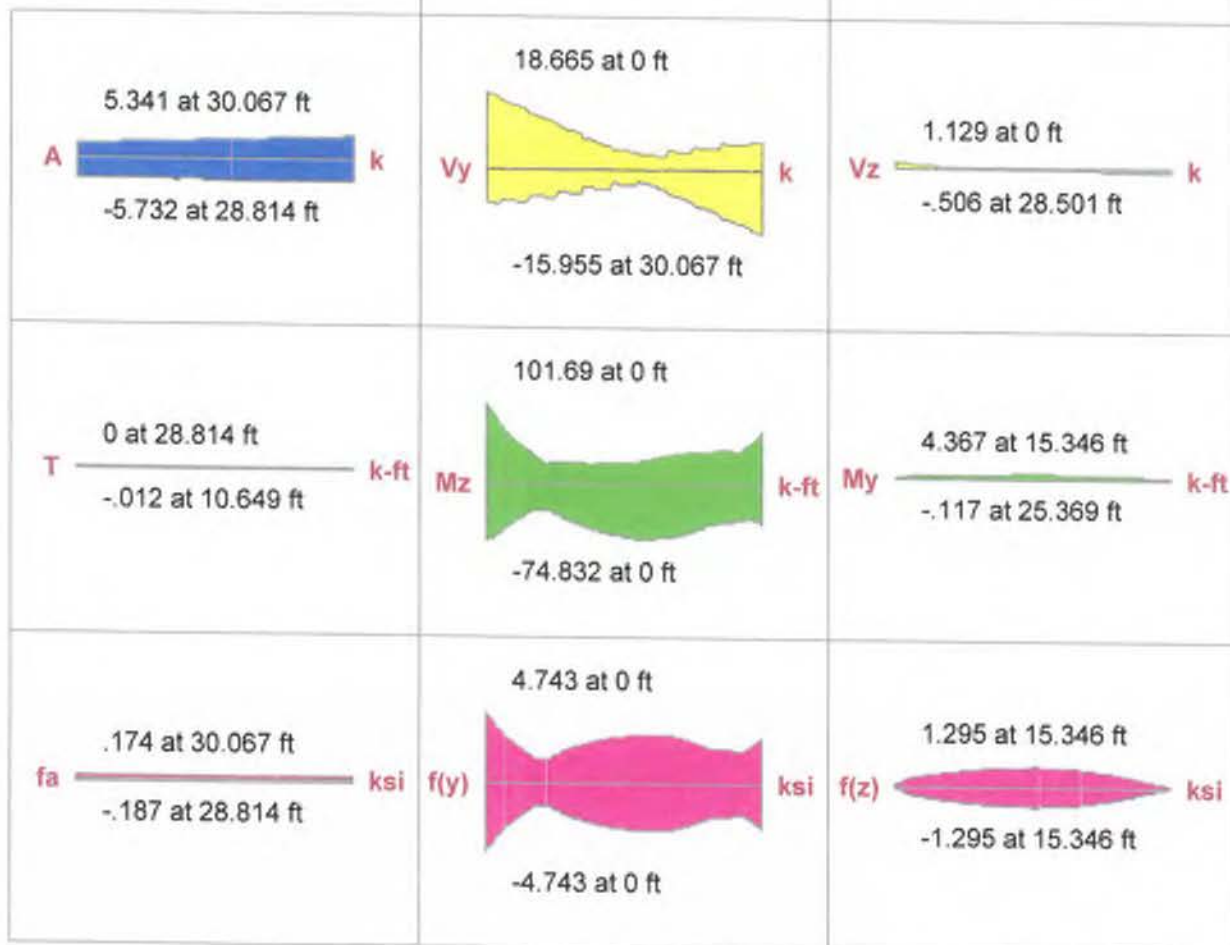 5.341 at 30.067 ft
A k
-5.732 at 28.814 ft
18.665 at 0 ft
Vy k
-15.955 at 30.067 ft
1.129 at 0 ft
Vz k
-.506 at 28.501 ft
0 at 28.814 ft
T k-ft
-.012 at 10.649 ft
101.69 at 0 ft
Mz k-ft
-74.832 at 0 ft
4.367 at 15.346 ft
My k-ft
-.117 at 25.369 ft
.174 at 30.067 ft
fa ksi
-.187 at 28.814 ft
4.743 at 0 ft
f(y) ksi
-4.743 at 0 ft
1.295 at 15.346 ft
f(z) ksi
-1.295 at 15.346 ft